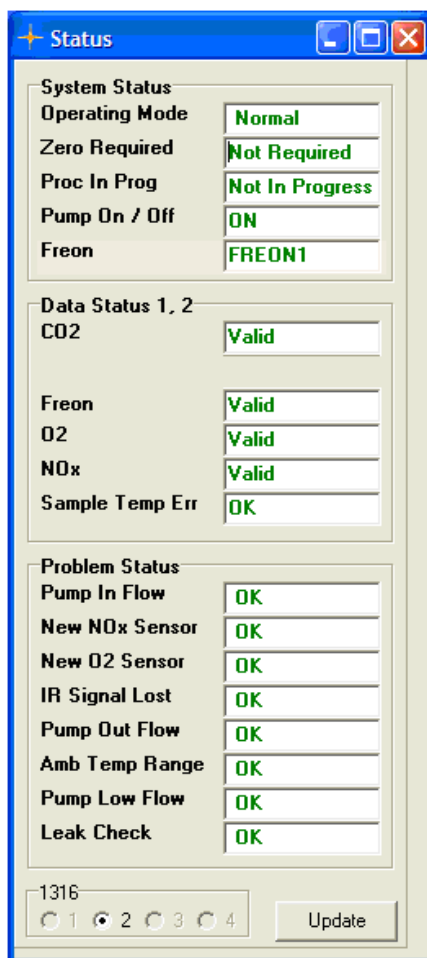 Status
System Status
Operating Mode Normal
Zero Required Not Required
Proc In Prog Not In Progress
Pump On / Off ON
Freon FREON1
Data Status 1, 2
CO2 Valid
Freon Valid
O2 Valid
NOx Valid
Sample Temp Err OK
Problem Status
Pump In Flow OK
New NOx Sensor OK
New O2 Sensor OK
IR Signal Lost OK
Pump Out Flow OK
Amb Temp Range OK
Pump Low Flow OK
Leak Check OK
1316
1 2 3 4 Update